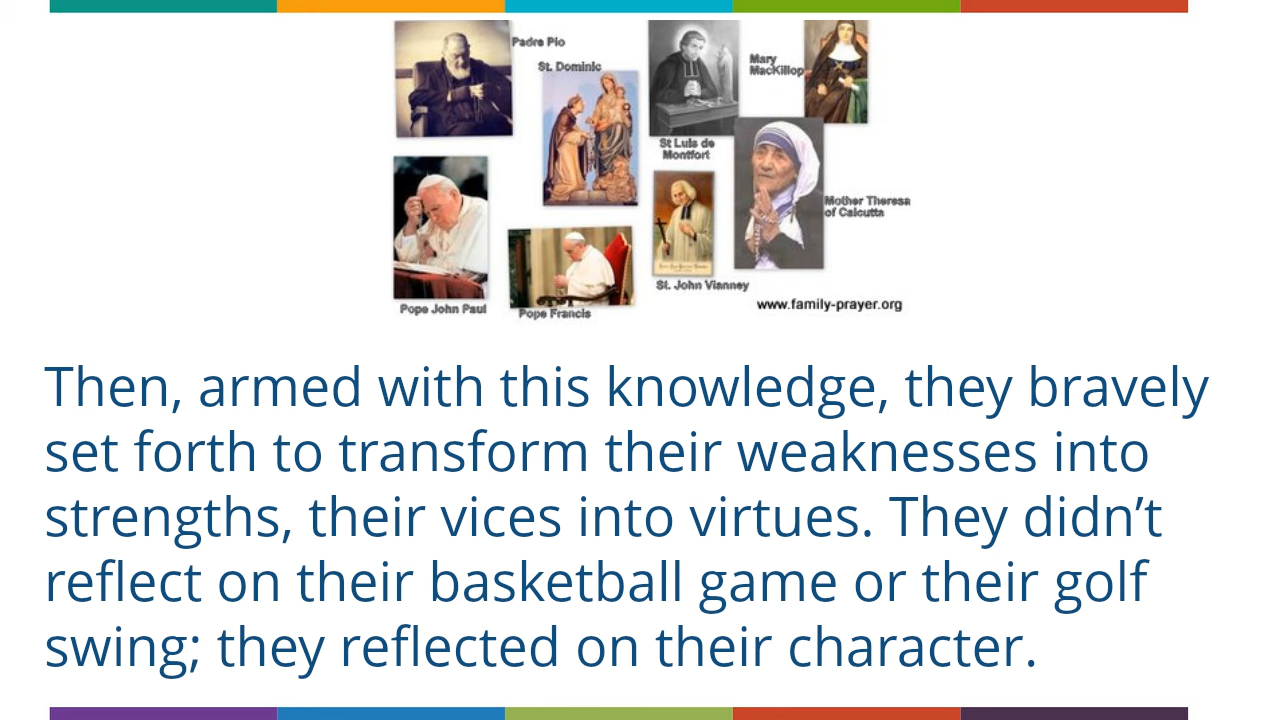 Padre Pio
St. Dominic
Mary
MacKillop
St Luis de
Montfort
Mother Theresa
of Calcutta
St. John Vianney
Pope John Paul
Pope Francis
www.family-prayer.org
Then, armed with this knowledge, they bravely
set forth to transform their weaknesses into
strengths, their vices into virtues. They didn’t
reflect on their basketball game or their golf
swing; they reflected on their character.